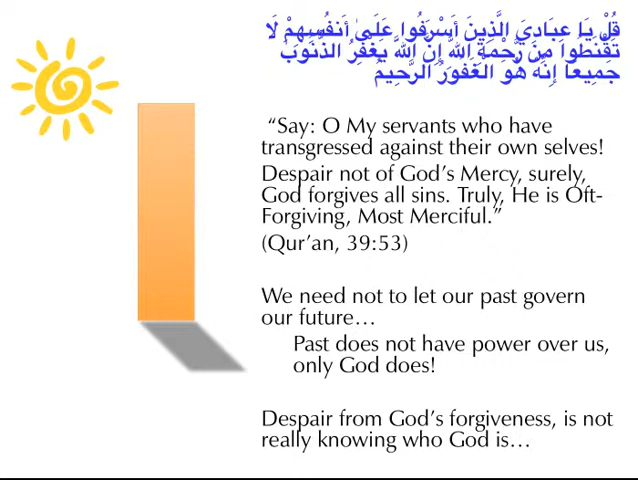 قُلْ يَا عِبَادِيَ الَّذِينَ أَسْرَفُوا عَلَىٰ أَنفُسِهِمْ لَا
تَقْنَطُوا مِن رَّحْمَةِ اللَّهِ إِنَّ اللَّهَ يَغْفِرُ الذُّنُوبَ
جَمِيعًا إِنَّهُ هُوَ الْغَفُورُ الرَّحِيمُ
“Say: O My servants who have
transgressed against their own selves!
Despair not of God’s Mercy, surely,
God forgives all sins. Truly, He is Oft-
Forgiving, Most Merciful.”
(Qur’an, 39:53)
We need not to let our past govern
our future…
Past does not have power over us,
only God does!
Despair from God’s forgiveness, is not
really knowing who God is…